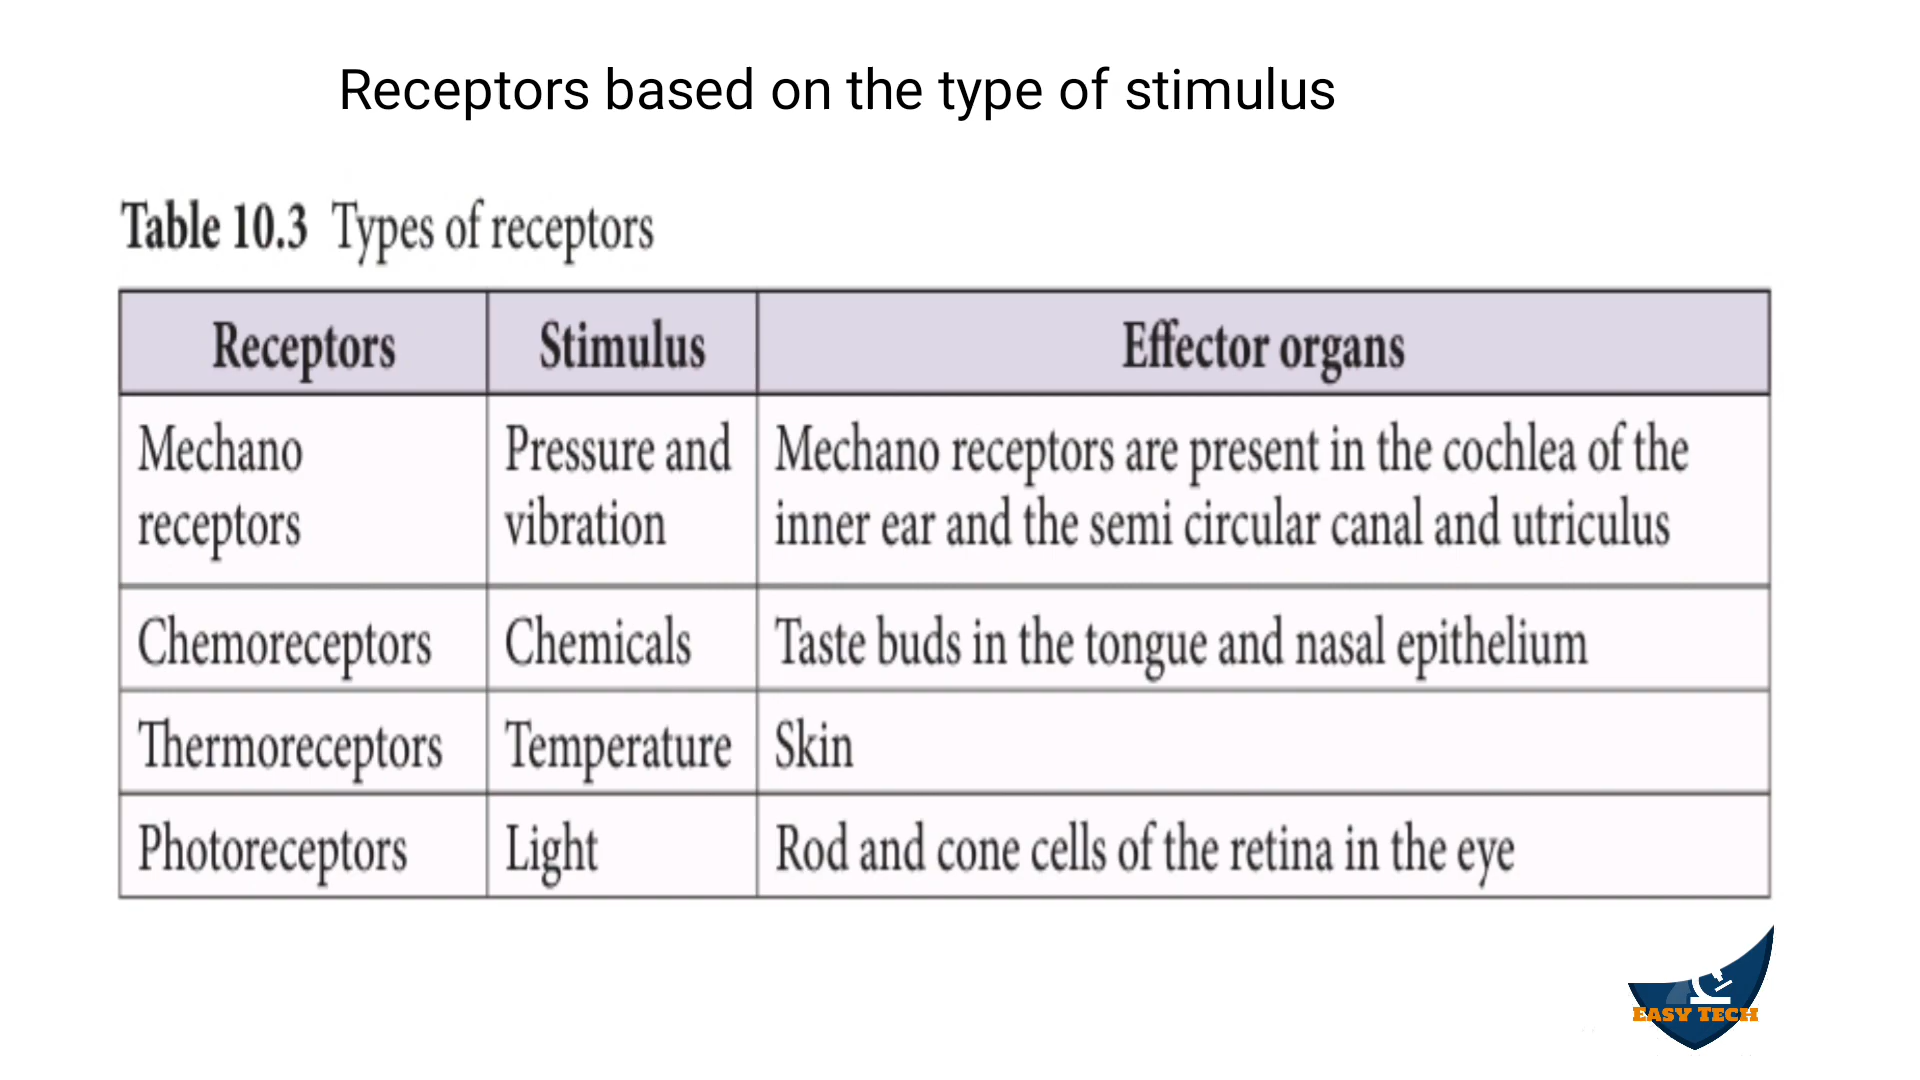 Receptors based on the type of stimulus
Table 10.3 Types of receptors
Receptors Stimulus Effector organs
Mechano receptors Pressure and vibration Mechano receptors are present in the cochlea of the inner ear and the semi circular canal and utriculus
Chemoreceptors Chemicals Taste buds in the tongue and nasal epithelium
Thermoreceptors Temperature Skin
Photoreceptors Light Rod and cone cells of the retina in the eye
EASY TECH